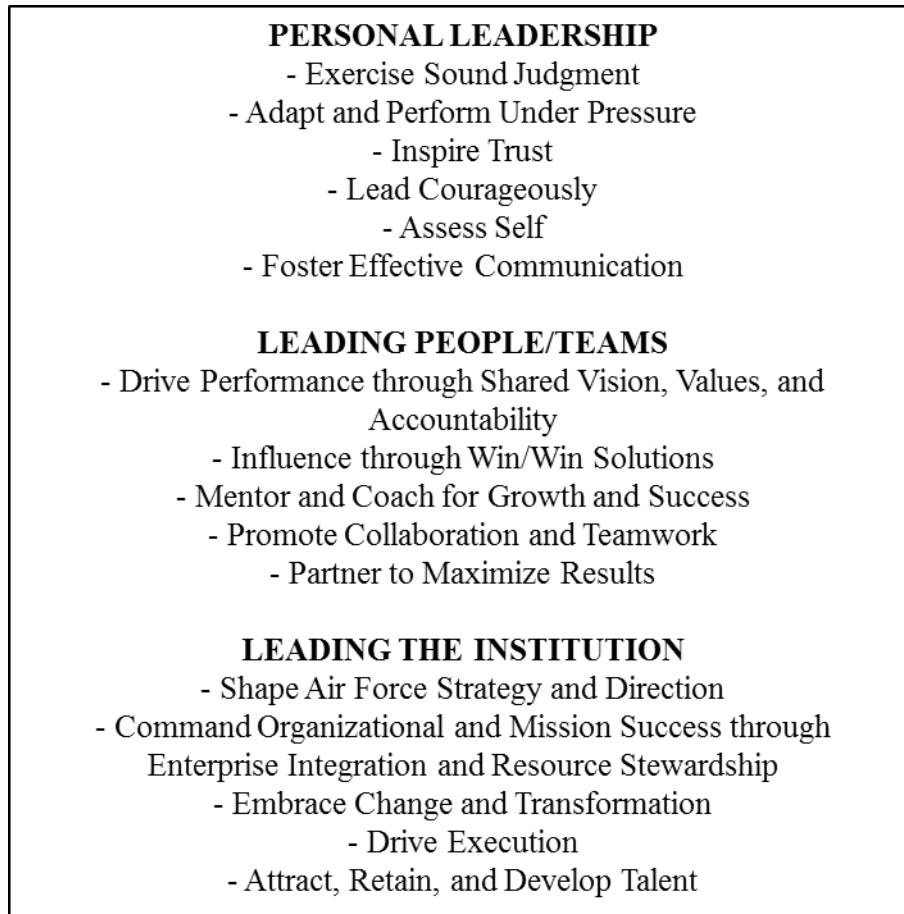 PERSONAL LEADERSHIP
- Exercise Sound Judgment
- Adapt and Perform Under Pressure
- Inspire Trust
- Lead Courageously
- Assess Self
- Foster Effective Communication
LEADING PEOPLE/TEAMS
- Drive Performance through Shared Vision, Values, and
Accountability
- Influence through Win/Win Solutions
- Mentor and Coach for Growth and Success
- Promote Collaboration and Teamwork
- Partner to Maximize Results
LEADING THE INSTITUTION
- Shape Air Force Strategy and Direction
- Command Organizational and Mission Success through
Enterprise Integration and Resource Stewardship
- Embrace Change and Transformation
- Drive Execution
- Attract, Retain, and Develop Talent